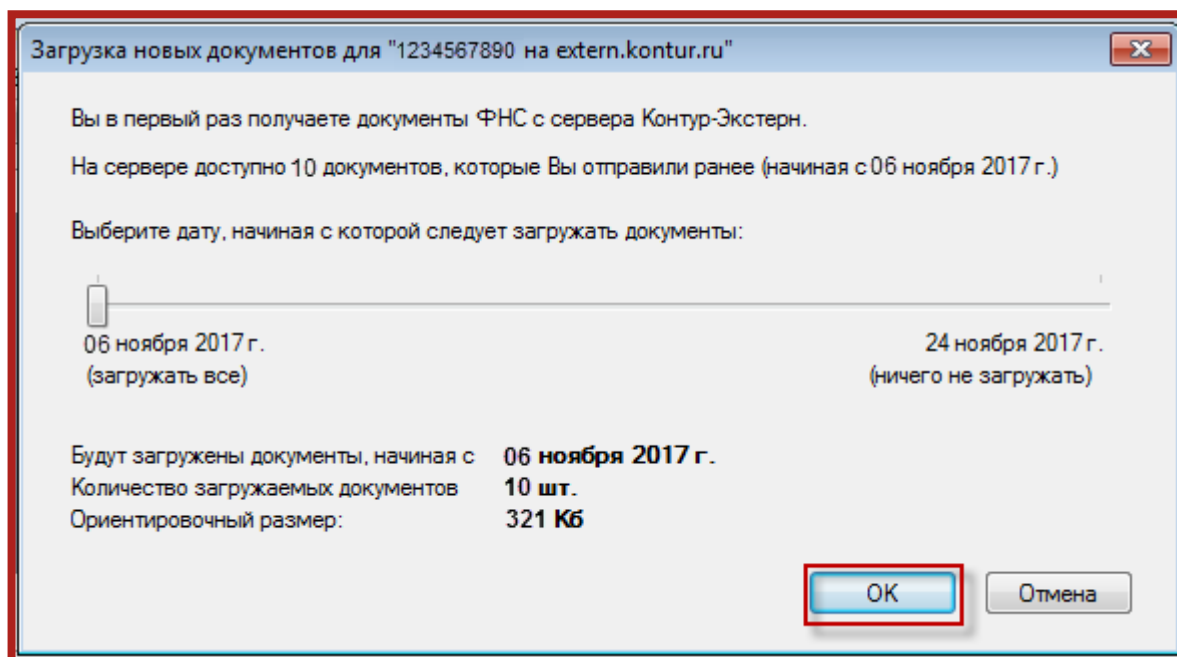 Загрузка новых документов для "1234567890 на extern.kontur.ru"
Вы в первый раз получаете документы ФНС с сервера Контур-Экстерн.
На сервере доступно 10 документов, которые Вы отправили ранее (начиная с 06 ноября 2017 г.)
Выберите дату, начиная с которой следует загружать документы:
06 ноября 2017 г. 24 ноября 2017 г.
(загружать все) (ничего не загружать)
Будут загружены документы, начиная с 06 ноября 2017 г.
Количество загружаемых документов 10 шт.
Ориентировочный размер: 321 Кб
OK Отмена